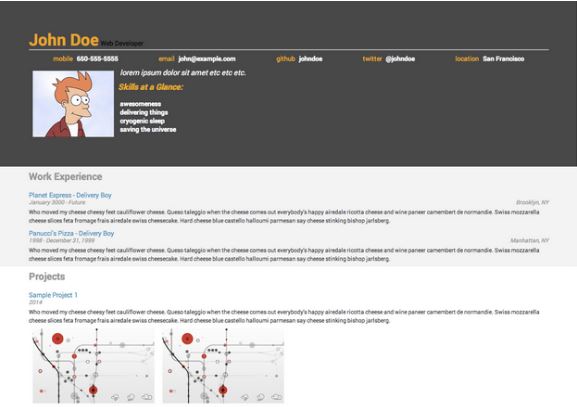 John Doe Web Developer
mobile 650-555-5555 email john@example.com github johndoe twitter @johndoe location San Francisco
lorem ipsum dolor sit amet etc etc etc.
Skills at a Glance:
awesomeness
delivering things
cryogenic sleep
saving the universe
Work Experience
Planet Express - Delivery Boy
January 3000 - Future Brooklyn, NY
Who moved my cheese cheesy feet cauliflower cheese. Queso taleggio when the cheese comes out everybody's happy airedale ricotta cheese and wine paneer camembert de normandie. Swiss mozzarella
cheese slices feta fromage frais airedale swiss cheesecake. Hard cheese blue castello halloumi parmesan say cheese stinking bishop jarlsberg.
Panucci's Pizza - Delivery Boy
1998 - December 31, 1999 Manhattan, NY
Who moved my cheese cheesy feet cauliflower cheese. Queso taleggio when the cheese comes out everybody's happy airedale ricotta cheese and wine paneer camembert de normandie. Swiss mozzarella
cheese slices feta fromage frais airedale swiss cheesecake. Hard cheese blue castello halloumi parmesan say cheese stinking bishop jarlsberg.
Projects
Sample Project 1
2014
Who moved my cheese cheesy feet cauliflower cheese. Queso taleggio when the cheese comes out everybody's happy airedale ricotta cheese and wine paneer camembert de normandie. Swiss mozzarella
cheese slices feta fromage frais airedale swiss cheesecake. Hard cheese blue castello halloumi parmesan say cheese stinking bishop jarlsberg.